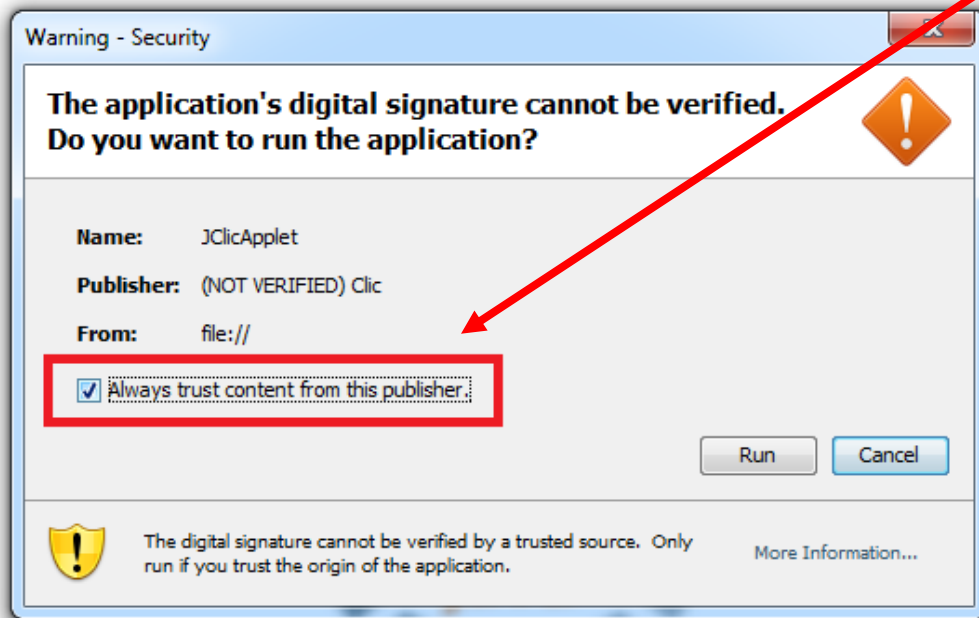 Warning - Security
The application's digital signature cannot be verified.
Do you want to run the application?
Name: JClicApplet
Publisher: (NOT VERIFIED) Clic
From: file://
Always trust content from this publisher.
Run Cancel
The digital signature cannot be verified by a trusted source. Only
run if you trust the origin of the application.
More Information...